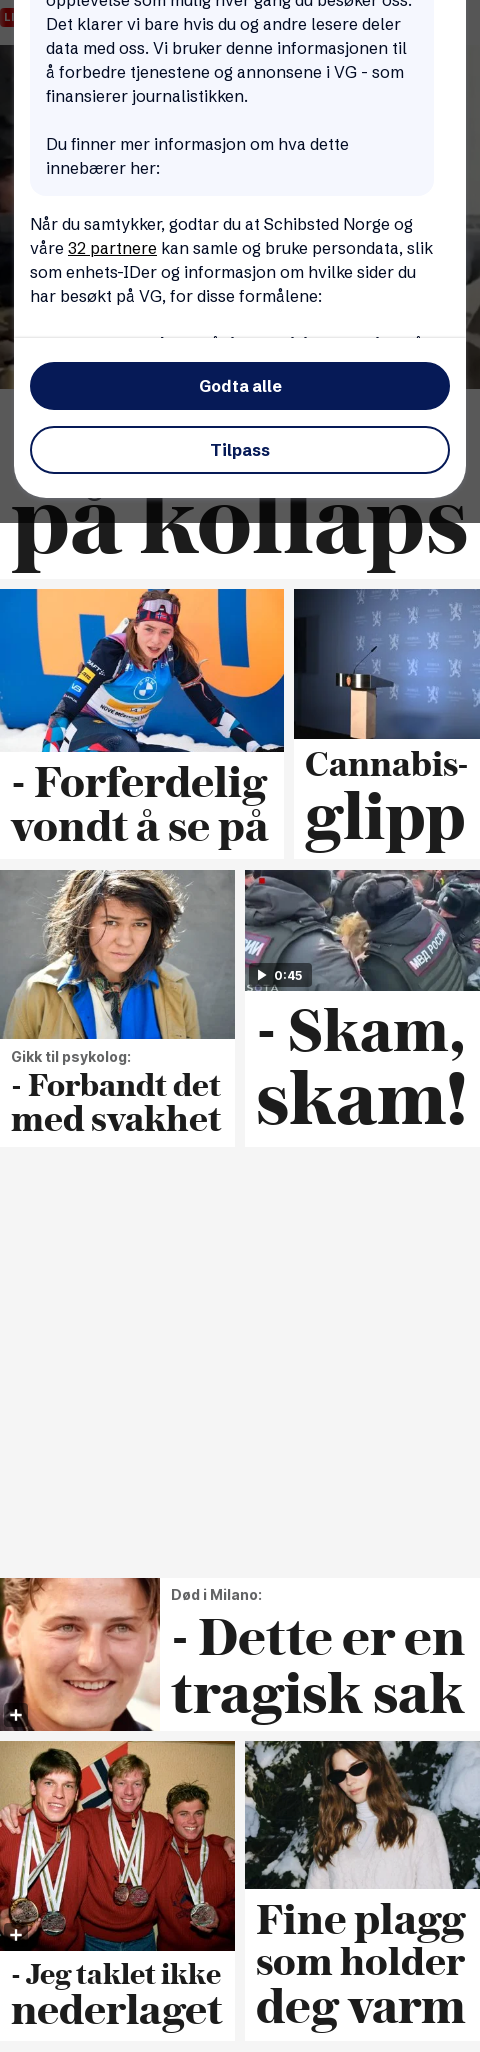 opplevelse som mulig hver gang du besøker oss.
Det klarer vi bare hvis du og andre lesere deler
data med oss. Vi bruker denne informasjonen til
å forbedre tjenestene og annonsene i VG - som
finansierer journalistikken.
Du finner mer informasjon om hva dette
innebærer her:
Når du samtykker, godtar du at Schibsted Norge og
våre 32 partnere kan samle og bruke persondata, slik
som enhets-IDer og informasjon om hvilke sider du
har besøkt på VG, for disse formålene:
Godta alle
Tilpass
på kollaps
- Forferdelig
vondt å se på
Cannabis-
glipp
0:45
МВД РОССИИ
SOTA
Gikk til psykolog:
- Forbandt det
med svakhet
- Skam,
skam!
Død i Milano:
- Dette er en
tragisk sak
- Jeg taklet ikke
nederlaget
Fine plagg
som holder
deg varm